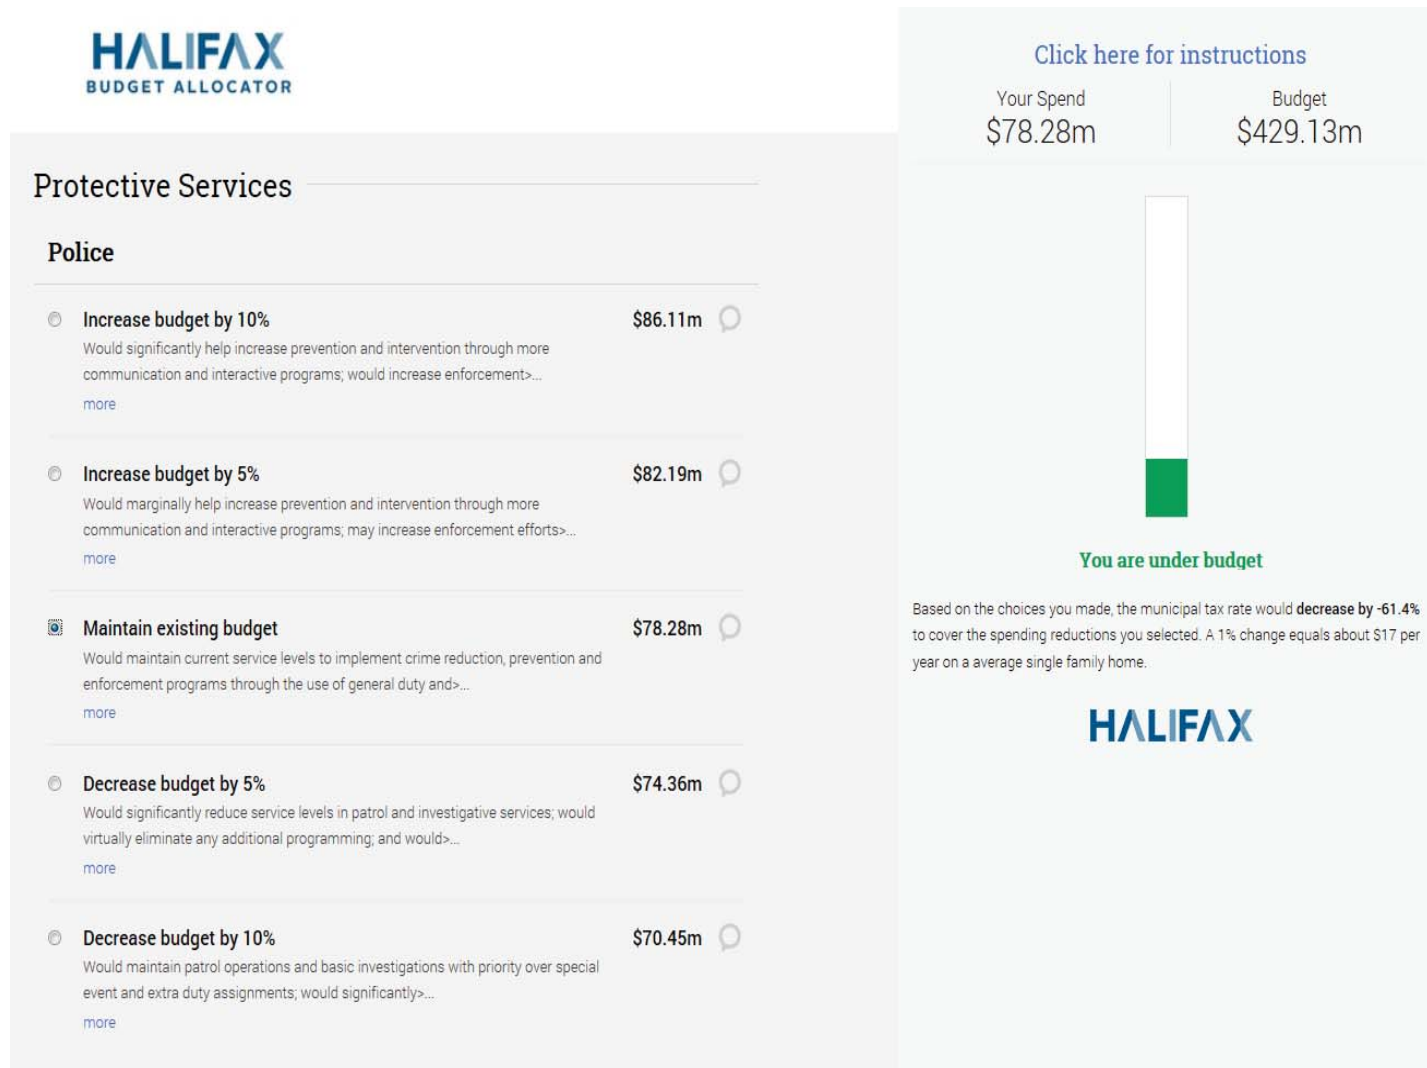 HALIFAX
BUDGET ALLOCATOR
Click here for instructions
Your Spend
$78.28m
Budget
$429.13m
Protective Services
Police
Increase budget by 10%
$86.11m
Would significantly help increase prevention and intervention through more
communication and interactive programs; would increase enforcement>...
more
Increase budget by 5%
$82.19m
Would marginally help increase prevention and intervention through more
communication and interactive programs; may increase enforcement efforts>...
more
Maintain existing budget
$78.28m
Would maintain current service levels to implement crime reduction, prevention and
enforcement programs through the use of general duty and>...
more
Decrease budget by 5%
$74.36m
Would significantly reduce service levels in patrol and investigative services; would
virtually eliminate any additional programming; and would>...
more
Decrease budget by 10%
$70.45m
Would maintain patrol operations and basic investigations with priority over special
event and extra duty assignments; would significantly>...
more
You are under budget
Based on the choices you made, the municipal tax rate would decrease by -61.4%
to cover the spending reductions you selected. A 1% change equals about $17 per
year on a average single family home.
HALIFAX